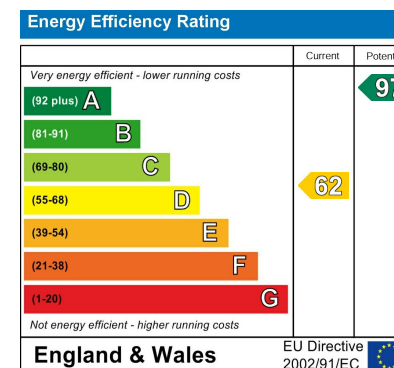 Energy Efficiency Rating
Current Potent
Very energy efficient - lower running costs
(92 plus) A
97
(81-91) B
(69-80) C
(55-68) D
62
(39-54) E
(21-38) F
(1-20) G
Not energy efficient - higher running costs
England & Wales
EU Directive
2002/91/EC